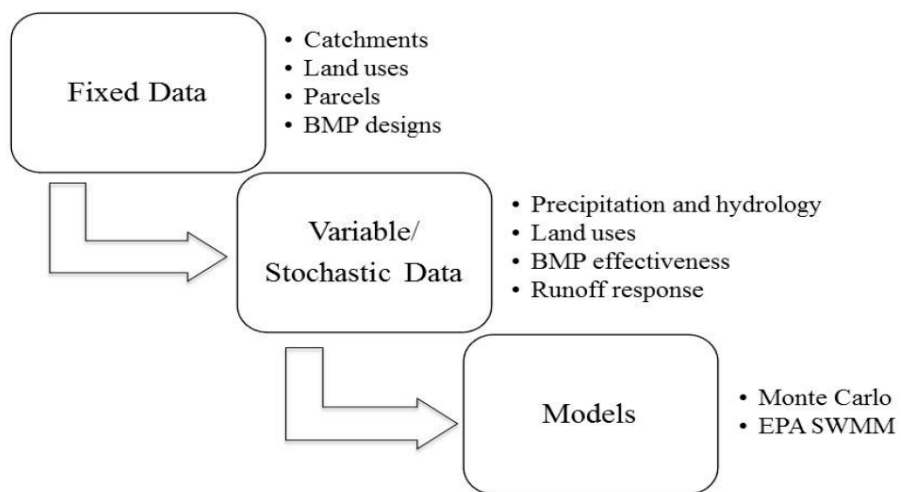 Fixed Data
• Catchments
• Land uses
• Parcels
• BMP designs
Variable/
Stochastic Data
• Precipitation and hydrology
• Land uses
• BMP effectiveness
• Runoff response
Models
• Monte Carlo
• EPA SWMM